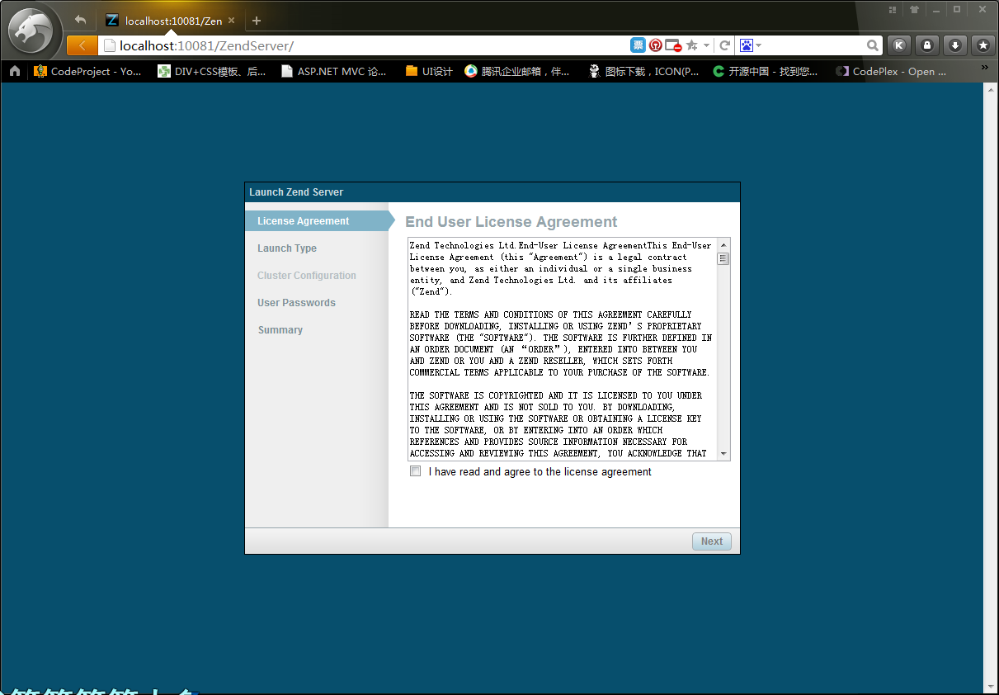 localhost:10081/Zen
localhost:10081/ZendServer/
票
K
CodeProject - Yo...
DIV+CSS模板、后...
ASP.NET MVC 论...
UI设计
腾讯企业邮箱，伴...
图标下载，ICON(P...
开源中国 - 找到您...
CodePlex - Open ...
Launch Zend Server
License Agreement
Launch Type
Cluster Configuration
User Passwords
Summary
End User License Agreement
Zend Technologies Ltd.End-User License AgreementThis End-User
License Agreement (this "Agreement") is a legal contract
between you, as either an individual or a single business
entity, and Zend Technologies Ltd. and its affiliates
("Zend").
READ THE TERMS AND CONDITIONS OF THIS AGREEMENT CAREFULLY
BEFORE DOWNLOADING, INSTALLING OR USING ZEND’S PROPRIETARY
SOFTWARE (THE "SOFTWARE"). THE SOFTWARE IS FURTHER DEFINED IN
AN ORDER DOCUMENT (AN “ORDER”), ENTERED INTO BETWEEN YOU
AND ZEND OR YOU AND A ZEND RESELLER, WHICH SETS FORTH
COMMERCIAL TERMS APPLICABLE TO YOUR PURCHASE OF THE SOFTWARE.
THE SOFTWARE IS COPYRIGHTED AND IT IS LICENSED TO YOU UNDER
THIS AGREEMENT AND IS NOT SOLD TO YOU. BY DOWNLOADING,
INSTALLING OR USING THE SOFTWARE OR OBTAINING A LICENSE KEY
TO THE SOFTWARE, OR BY ENTERING INTO AN ORDER WHICH
REFERENCES AND PROVIDES SOURCE INFORMATION NECESSARY FOR
ACCESSING AND REVIEWING THIS AGREEMENT, YOU ACKNOWLEDGE THAT
I have read and agree to the license agreement
Next